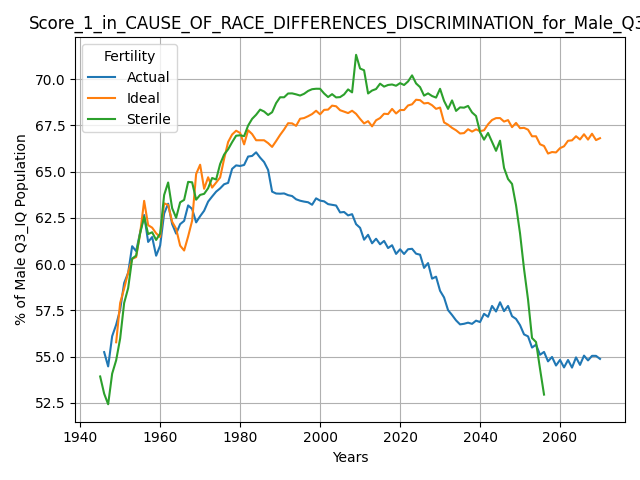 Score_1_in_CAUSE_OF_RACE_DIFFERENCES_DISCRIMINATION_for_Male_Q3
Fertility
Actual
Ideal
Sterile
% of Male Q3_IQ Population
70.0
67.5
65.0
62.5
60.0
57.5
55.0
52.5
1940 1960 1980 2000 2020 2040 2060
Years